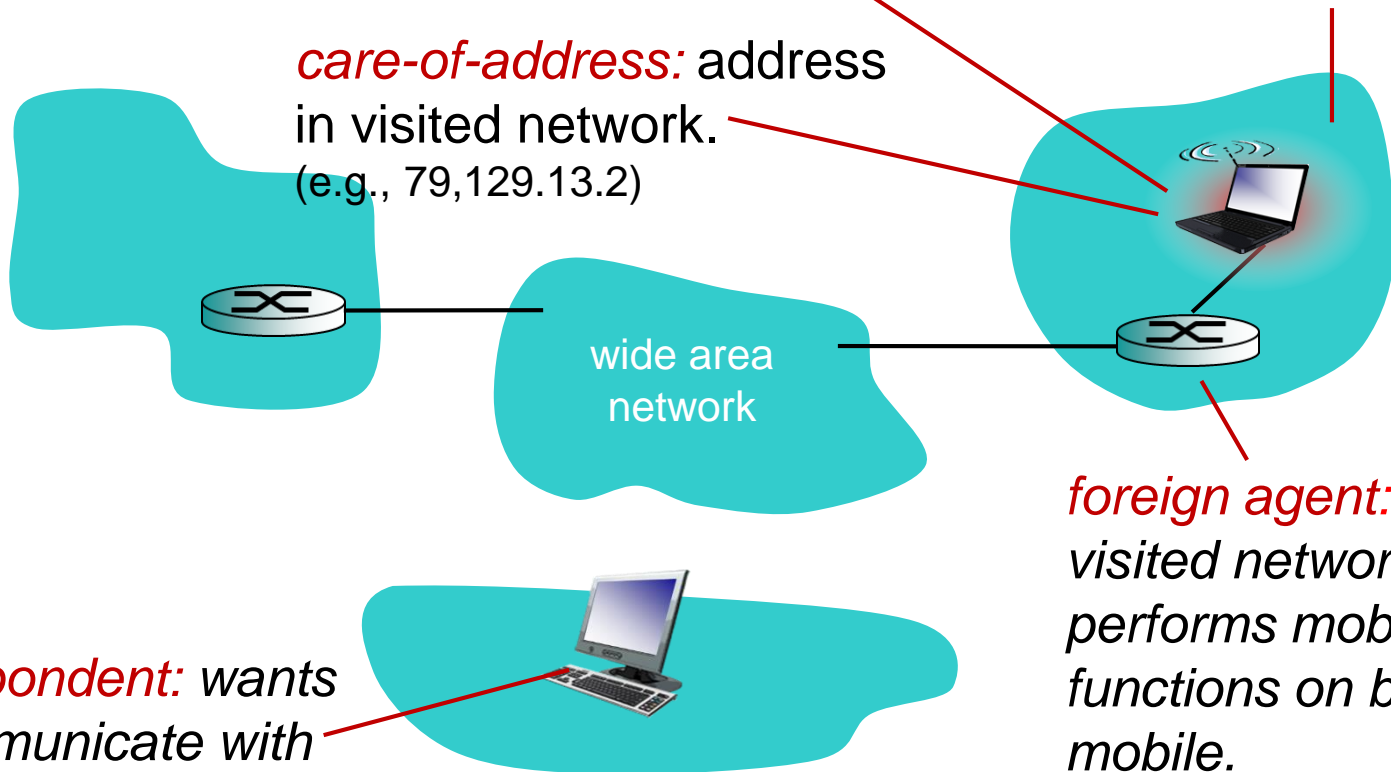 care-of-address: address
in visited network.
(e.g., 79,129.13.2)
wide area
network
foreign agent:
visited networ
performs mob
functions on b
mobile.
pondent: wants
municate with